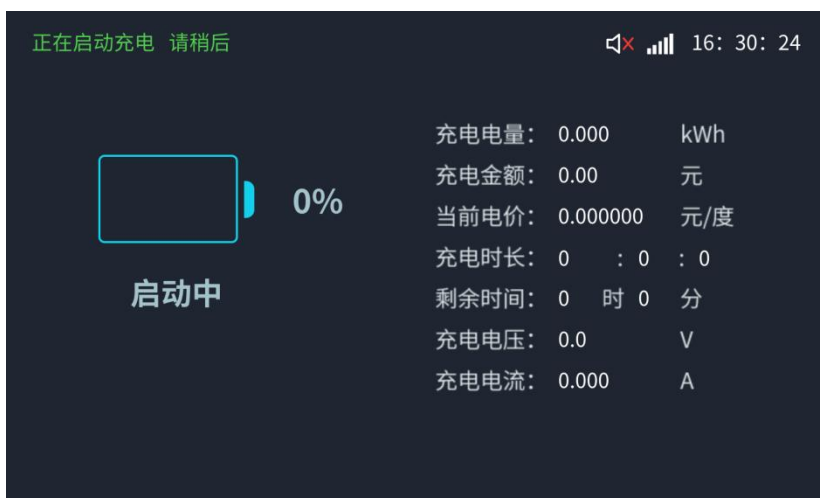 正在启动充电 请稍后
16: 30: 24
0%
启动中
充电电量： 0.000 kWh
充电金额： 0.00 元
当前电价： 0.000000 元/度
充电时长： 0 : 0 : 0
剩余时间： 0 时 0 分
充电电压： 0.0 V
充电电流： 0.000 A